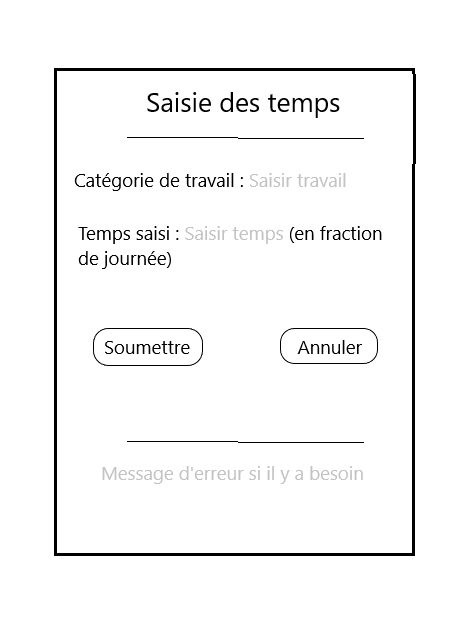 Saisie des temps
Catégorie de travail : Saisir travail
Temps saisi : Saisir temps (en fraction
de journée)
Soumettre
Annuler
Message d'erreur si il y a besoin